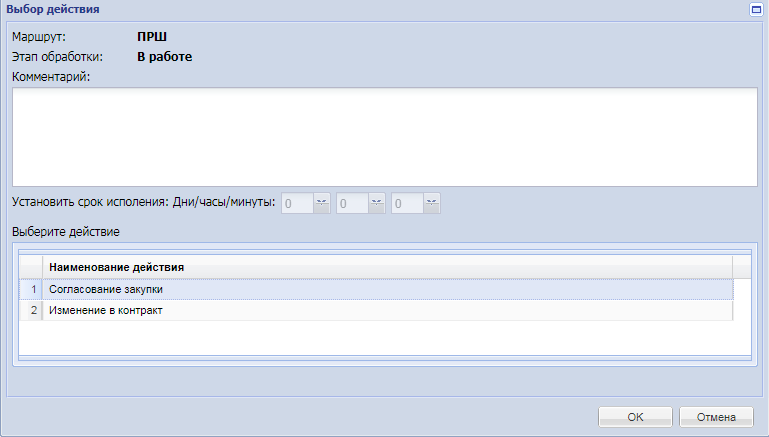 Выбор действия
Маршрут: ПРШ
Этап обработки: В работе
Комментарий:
Установить срок исполения: Дни/часы/минуты: 0 0 0
Выберите действие
Наименование действия
1 Согласование закупки
2 Изменение в контракт
OK Отмена